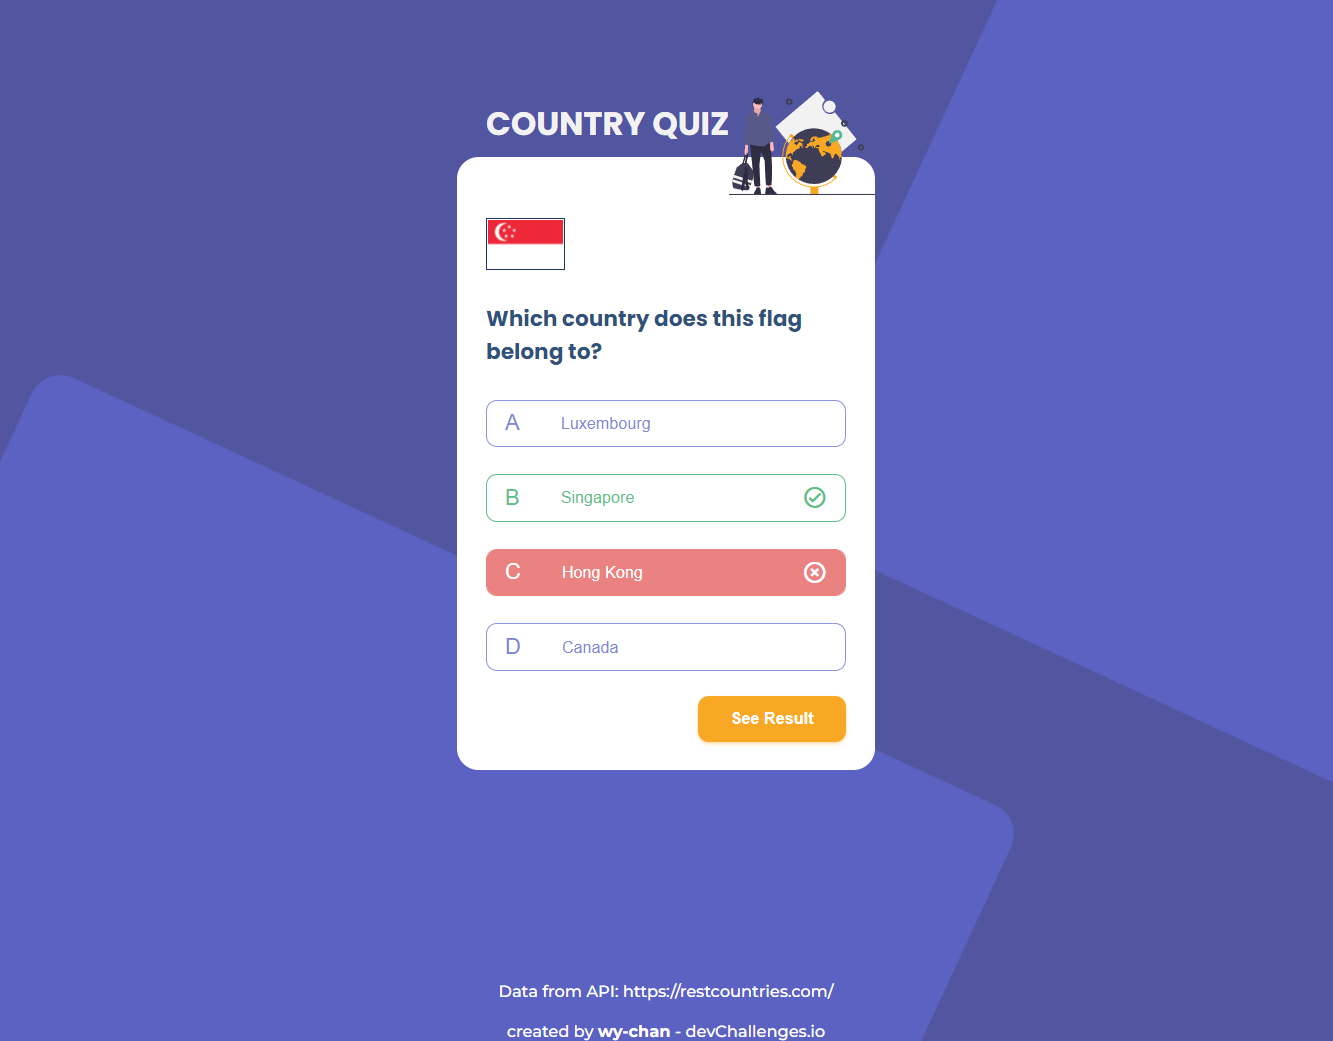 COUNTRY QUIZ
Which country does this flag
belong to?
A Luxembourg
B Singapore
C Hong Kong
D Canada
See Result
Data from API: https://restcountries.com/
created by wy-chan - devChallenges.io